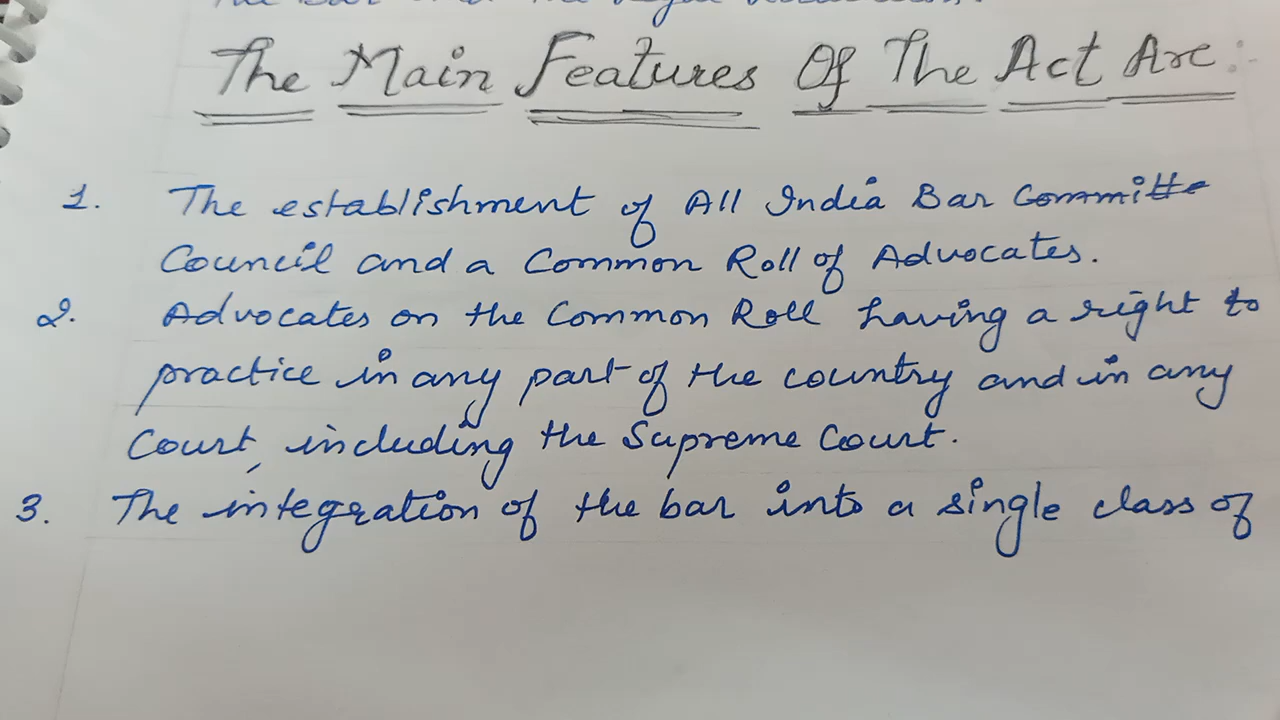 The Main Features Of The Act Are:
1. The establishment of All India Bar Committe
Council and a Common Roll of Advocates.
2. Advocates on the Common Roll having a right to
practice in any part of the country and in any
Court, including the Supreme Court.
3. The integration of the bar into a single class of